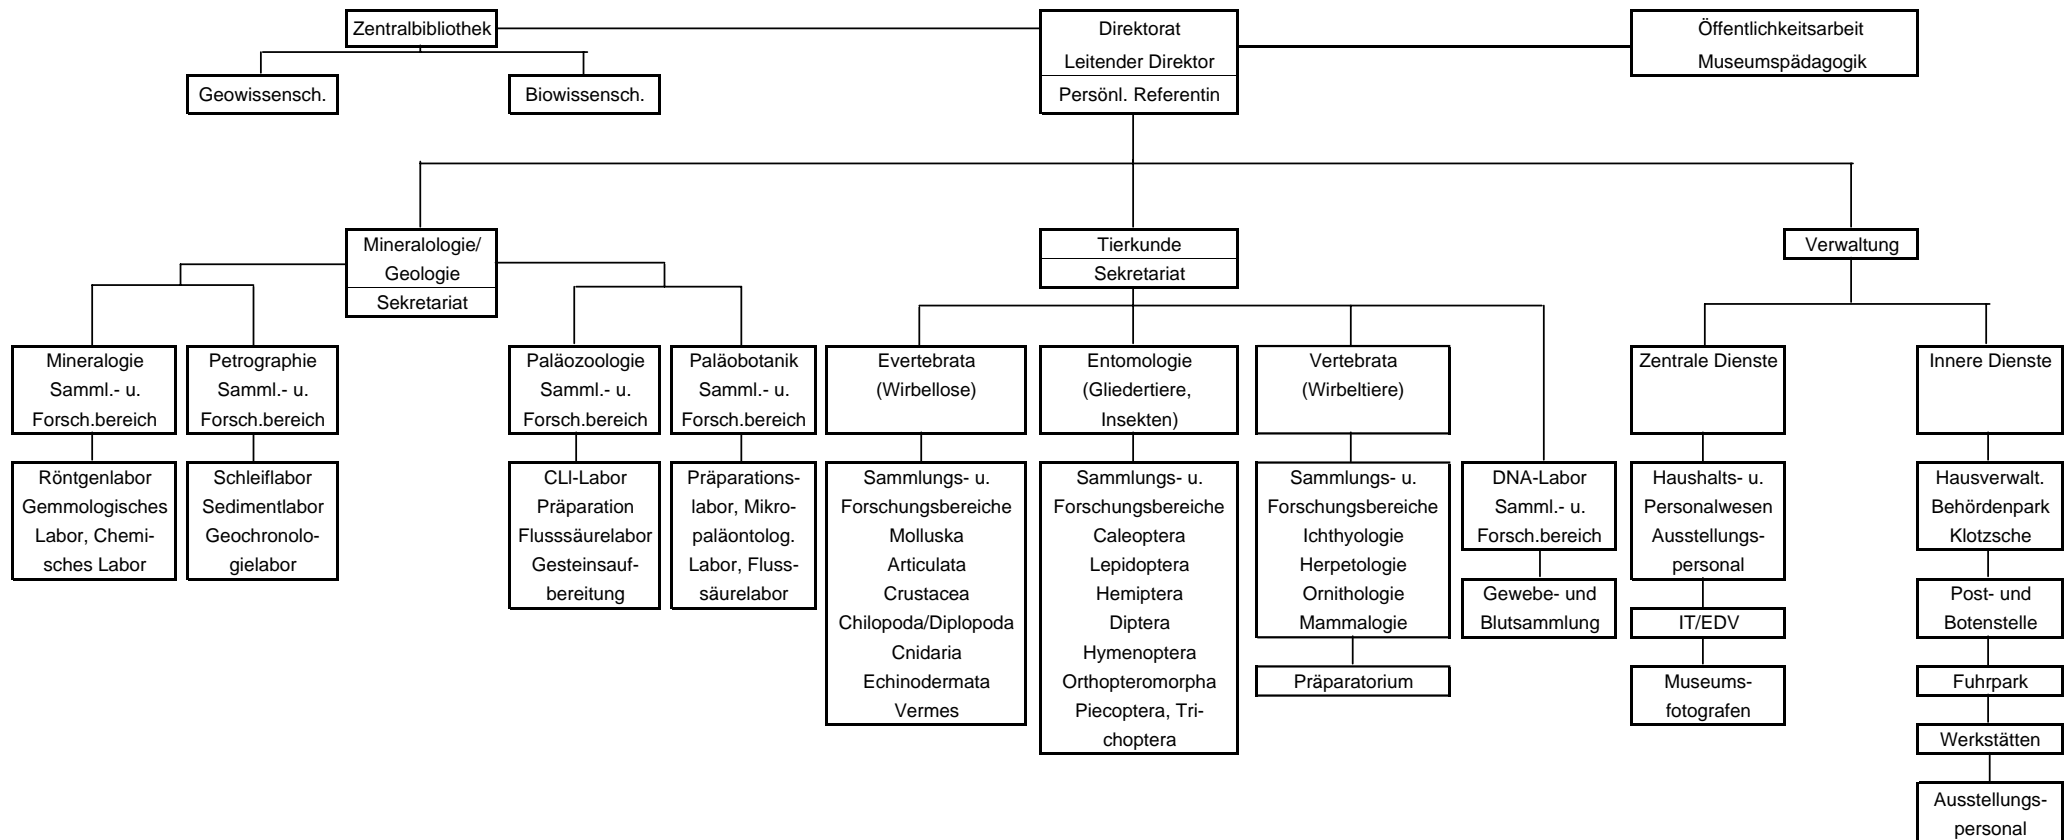 Zentralbibliothek
Direktorat
Leitender Direktor
Persönl. Referentin
Öffentlichkeitsarbeit
Museumspädagogik
Geowissensch.
Biowissensch.
Mineralologie/
Geologie
Sekretariat
Tierkunde
Sekretariat
Verwaltung
Mineralogie
Samml.- u.
Forsch.bereich
Petrographie
Samml.- u.
Forsch.bereich
Paläozoologie
Samml.- u.
Forsch.bereich
Paläobotanik
Samml.- u.
Forsch.bereich
Evertebrata
(Wirbellose)
Entomologie
(Gliedertiere,
Insekten)
Vertebrata
(Wirbeltiere)
Zentrale Dienste
Innere Dienste
Röntgenlabor
Gemmologisches
Labor, Chemi-
sches Labor
Schleiflabor
Sedimentlabor
Geochronolo-
gielabor
CLI-Labor
Präparation
Flusssäurelabor
Gesteinsauf-
bereitung
Präparations-
labor, Mikro-
paläontolog.
Labor, Fluss-
säurelabor
Sammlungs- u.
Forschungsbereiche
Molluska
Articulata
Crustacea
Chilopoda/Diplopoda
Cnidaria
Echinodermata
Vermes
Sammlungs- u.
Forschungsbereiche
Caleoptera
Lepidoptera
Hemiptera
Diptera
Hymenoptera
Orthopteromorpha
Piecoptera, Tri-
choptera
Sammlungs- u.
Forschungsbereiche
Ichthyologie
Herpetologie
Ornithologie
Mammalogie
Präparatorium
DNA-Labor
Samml.- u.
Forsch.bereich
Gewebe- und
Blutsammlung
Haushalts- u.
Personalwesen
Ausstellungs-
personal
IT/EDV
Museums-
fotografen
Hausverwalt.
Behördenpark
Klotzsche
Post- und
Botenstelle
Fuhrpark
Werkstätten
Ausstellungs-
personal